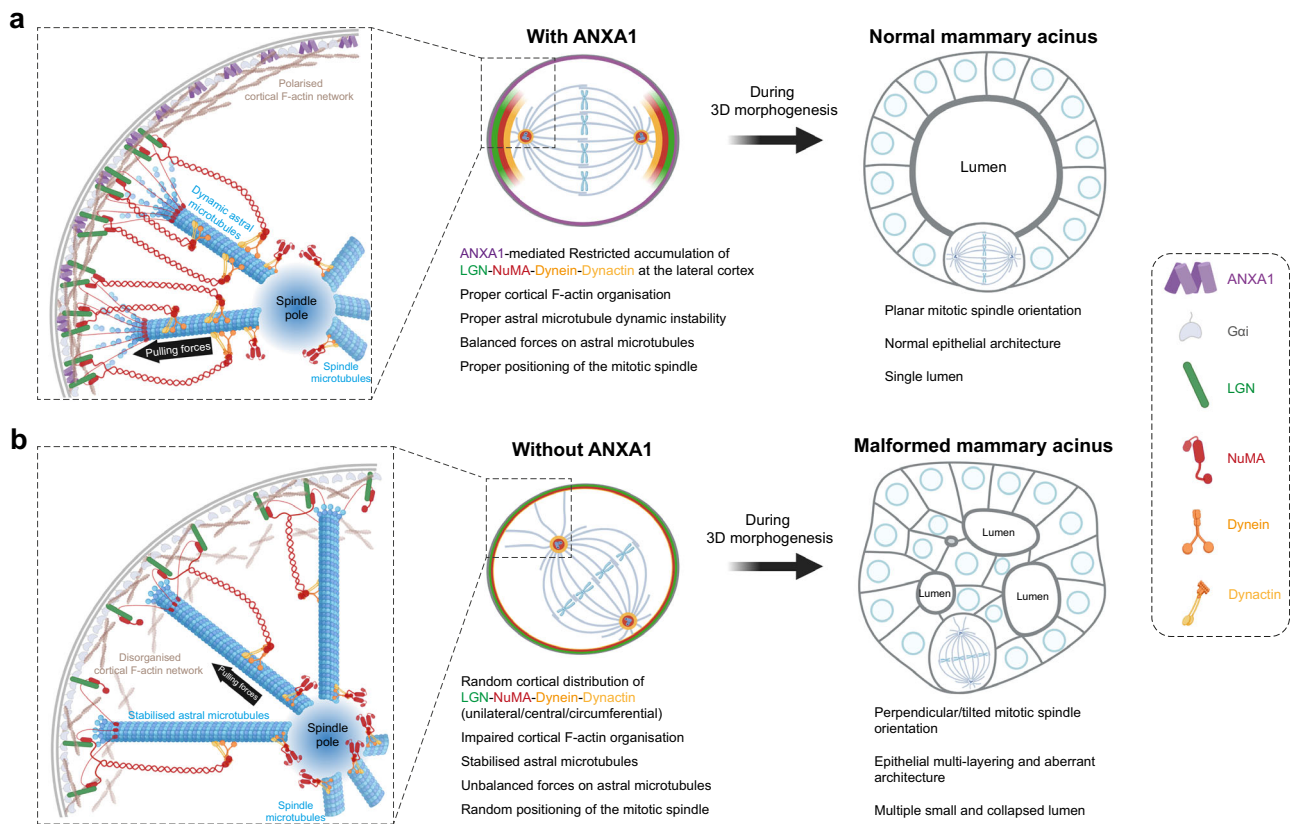 a
Polarised
cortical F-actin network
Dynamic astral
microtubules
Spindle
pole
Pulling forces
Spindle
microtubules
With ANXA1
ANXA1-mediated Restricted accumulation of
LGN-NuMA-Dynein-Dynactin at the lateral cortex
Proper cortical F-actin organisation
Proper astral microtubule dynamic instability
Balanced forces on astral microtubules
Proper positioning of the mitotic spindle
During
3D morphogenesis
Normal mammary acinus
Lumen
Planar mitotic spindle orientation
Normal epithelial architecture
Single lumen
b
Disorganised
cortical F-actin network
Pulling forces
Stabilised astral microtubules
Spindle
pole
Spindle
microtubules
Without ANXA1
Random cortical distribution of
LGN-NuMA-Dynein-Dynactin
(unilateral/central/circumferential)
Impaired cortical F-actin organisation
Stabilised astral microtubules
Unbalanced forces on astral microtubules
Random positioning of the mitotic spindle
During
3D morphogenesis
Malformed mammary acinus
Lumen
Lumen
Lumen
Perpendicular/tilted mitotic spindle
orientation
Epithelial multi-layering and aberrant
architecture
Multiple small and collapsed lumen
ANXA1
Gαi
LGN
NuMA
Dynein
Dynactin